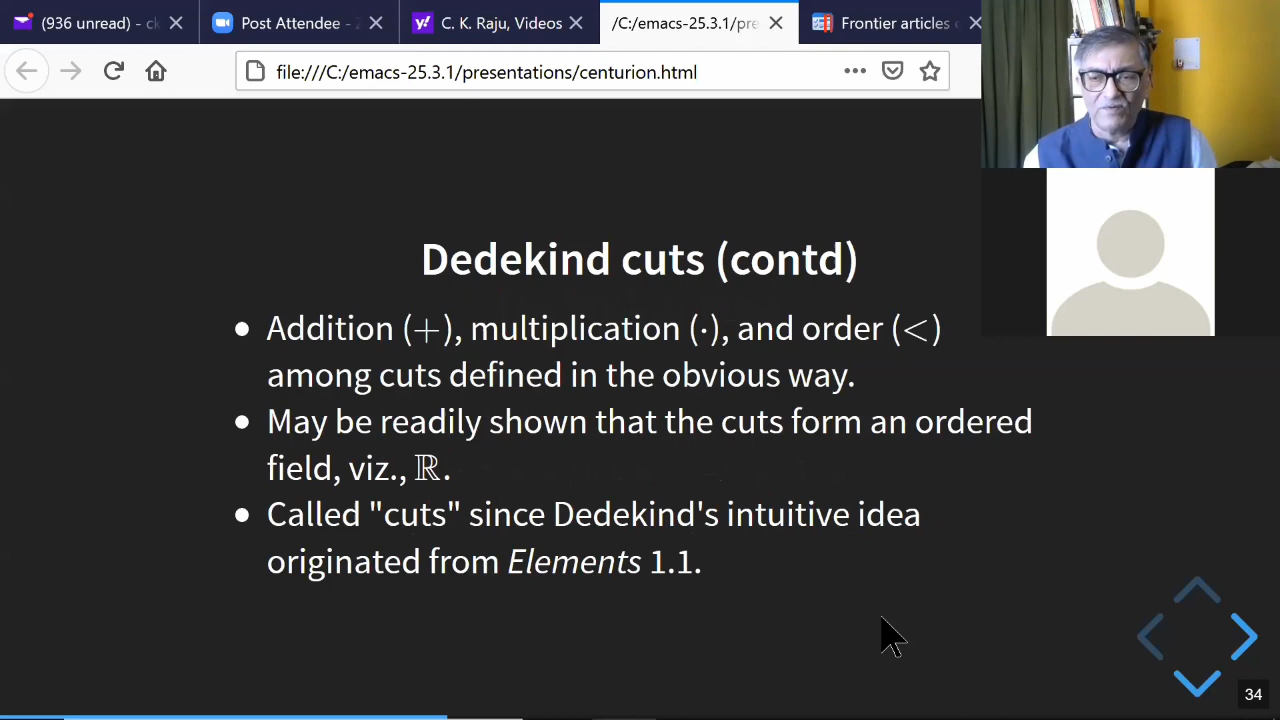 (936 unread) - ck
Post Attendee - Z
C. K. Raju, Videos
/C:/emacs-25.3.1/pre
Frontier articles o
file:///C:/emacs-25.3.1/presentations/centurion.html
Dedekind cuts (contd)
Addition (+), multiplication (·), and order (<)
among cuts defined in the obvious way.
May be readily shown that the cuts form an ordered
field, viz., ℝ.
Called "cuts" since Dedekind's intuitive idea
originated from Elements 1.1.
34